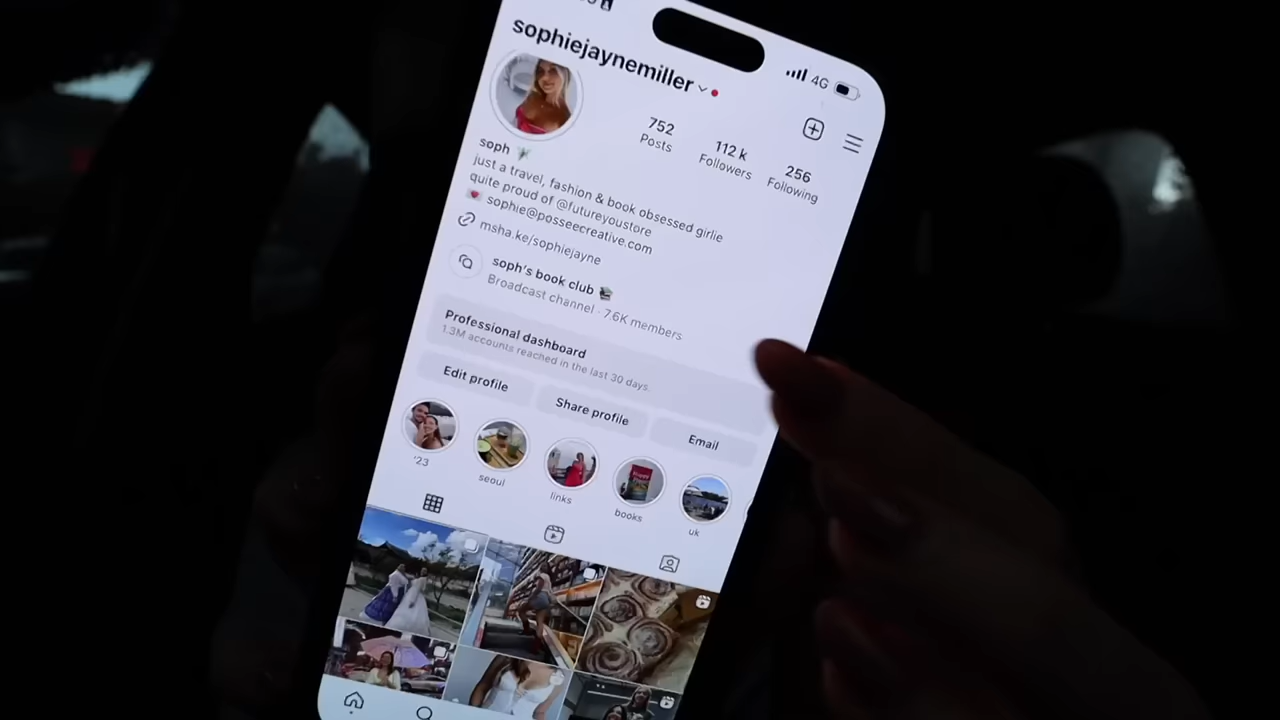 sophiejaynemiller
4G
752
Posts
112 k
Followers
256
Following
soph
just a travel, fashion & book obsessed girlie
quite proud of @futureyoustore
sophie@posseecreative.com
msha.ke/sophiejayne
soph's book club
Broadcast channel · 7.6K members
Professional dashboard
1.3M accounts reached in the last 30 days.
Edit profile
Share profile
Email
'23
seoul
links
books
uk